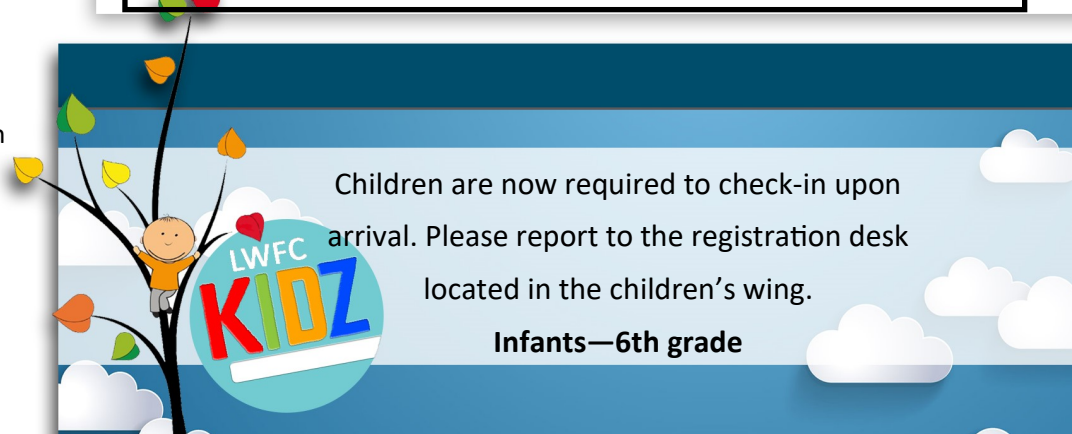 n
Children are now required to check-in upon
arrival. Please report to the registration desk
located in the children’s wing.
Infants—6th grade
LWFC
KIDZ